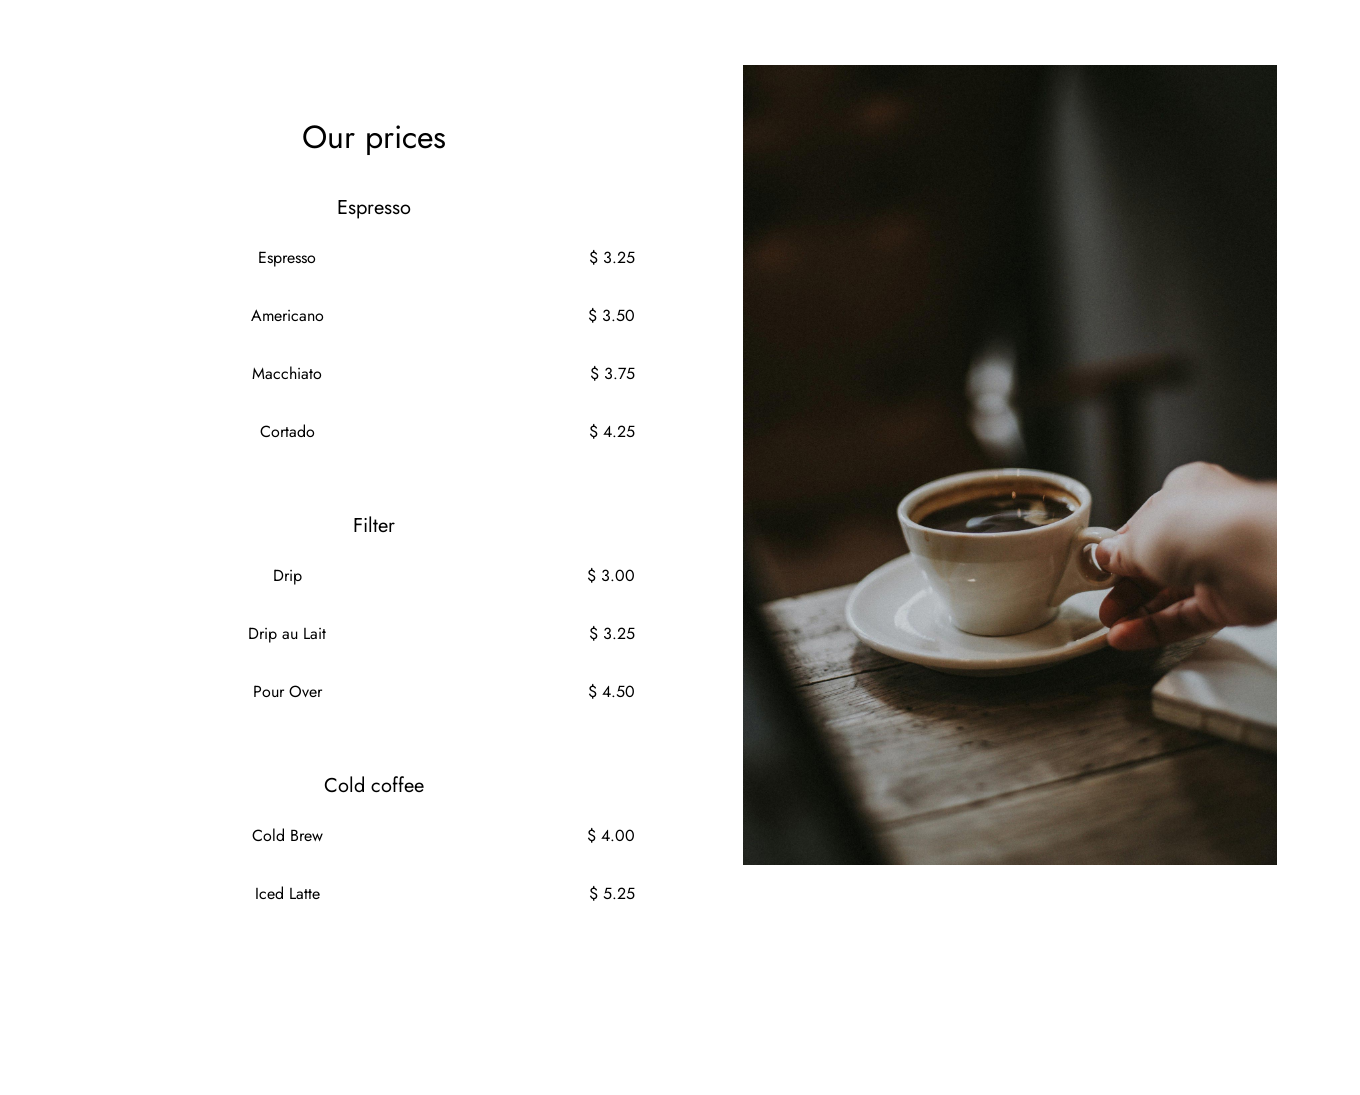 Our prices
Espresso
Espresso $ 3.25
Americano $ 3.50
Macchiato $ 3.75
Cortado $ 4.25
Filter
Drip $ 3.00
Drip au Lait $ 3.25
Pour Over $ 4.50
Cold coffee
Cold Brew $ 4.00
Iced Latte $ 5.25